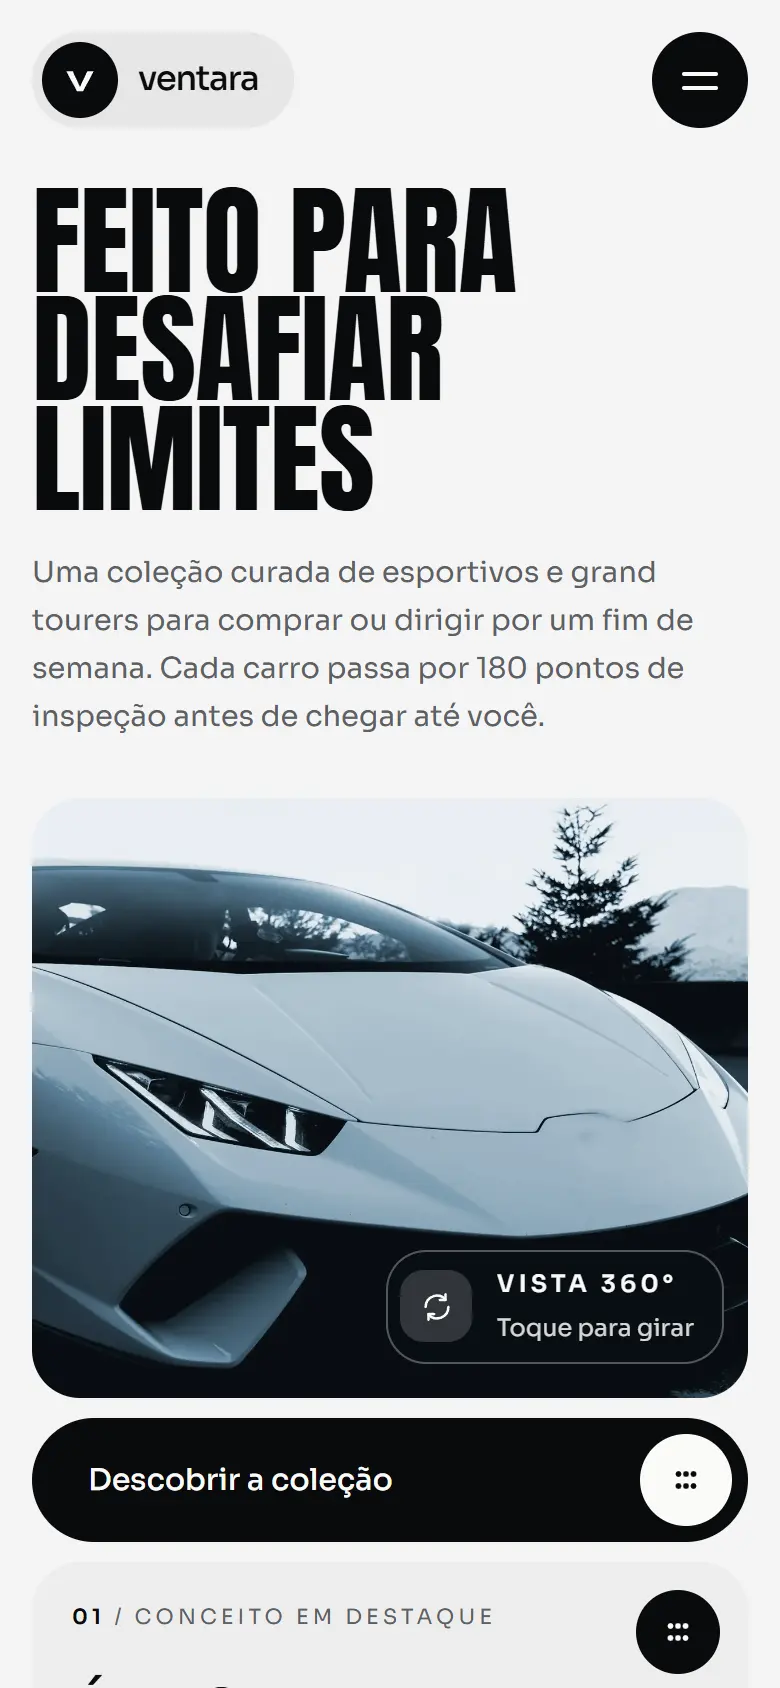 v ventara
FEITO PARA
DESAFIAR
LIMITES
Uma coleção curada de esportivos e grand
tourers para comprar ou dirigir por um fim de
semana. Cada carro passa por 180 pontos de
inspeção antes de chegar até você.
VISTA 360°
Toque para girar
Descobrir a coleção
01 / CONCEITO EM DESTAQUE